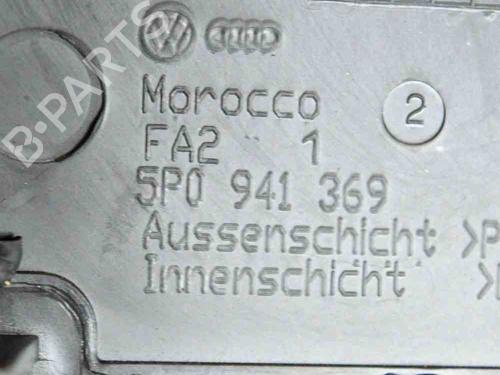 Morocco 2
FA2 1
5P0 941 369
Aussenschicht >P
Innenschicht >
B-PARTS